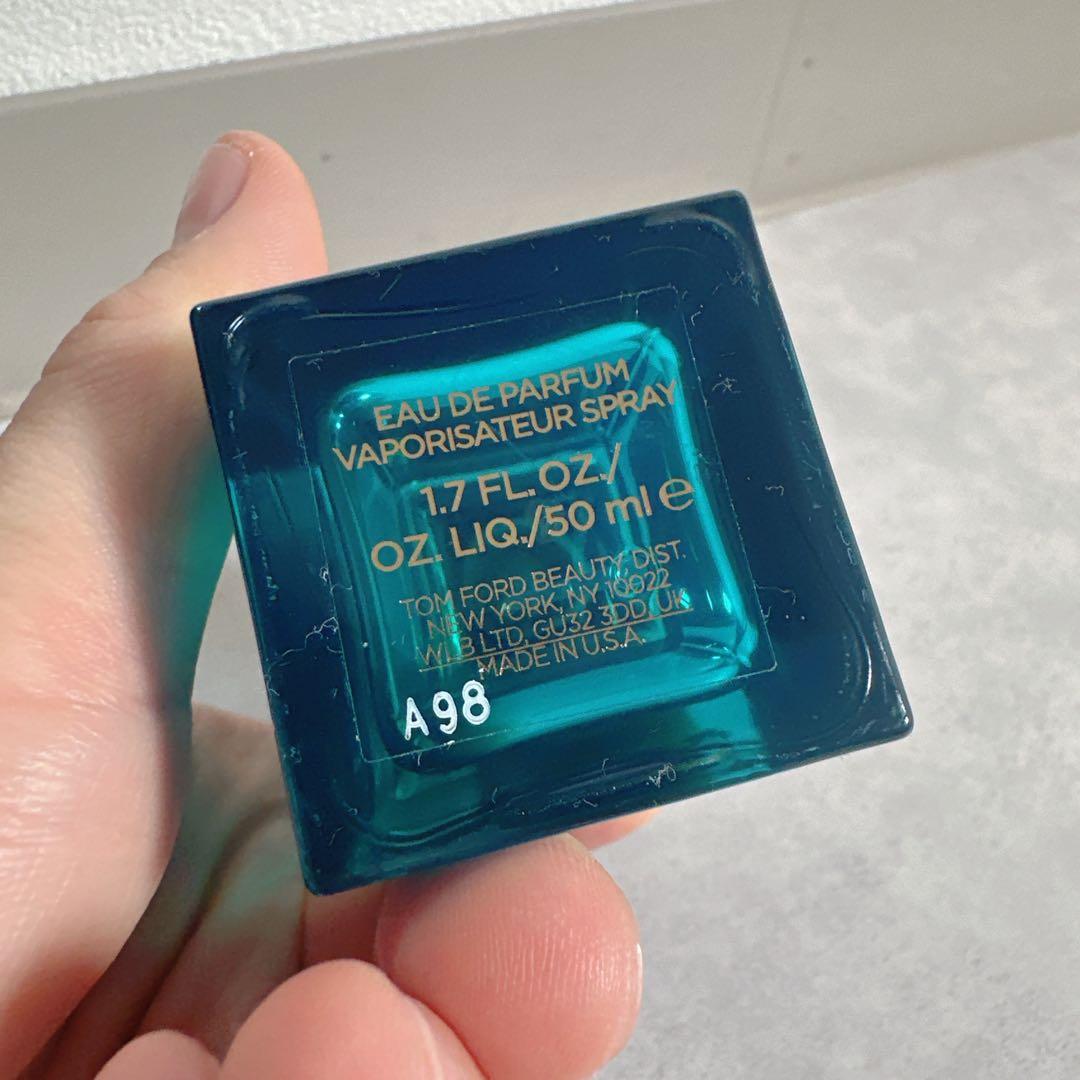 EAU DE PARFUM
VAPORISATEUR SPRAY
1.7 FL. OZ./
OZ. LIQ./50 ml e
TOM FORD BEAUTY, DIST.
NEW YORK, NY 10022
WLB LTD, GU32 3DD, UK
MADE IN U.S.A.
A98